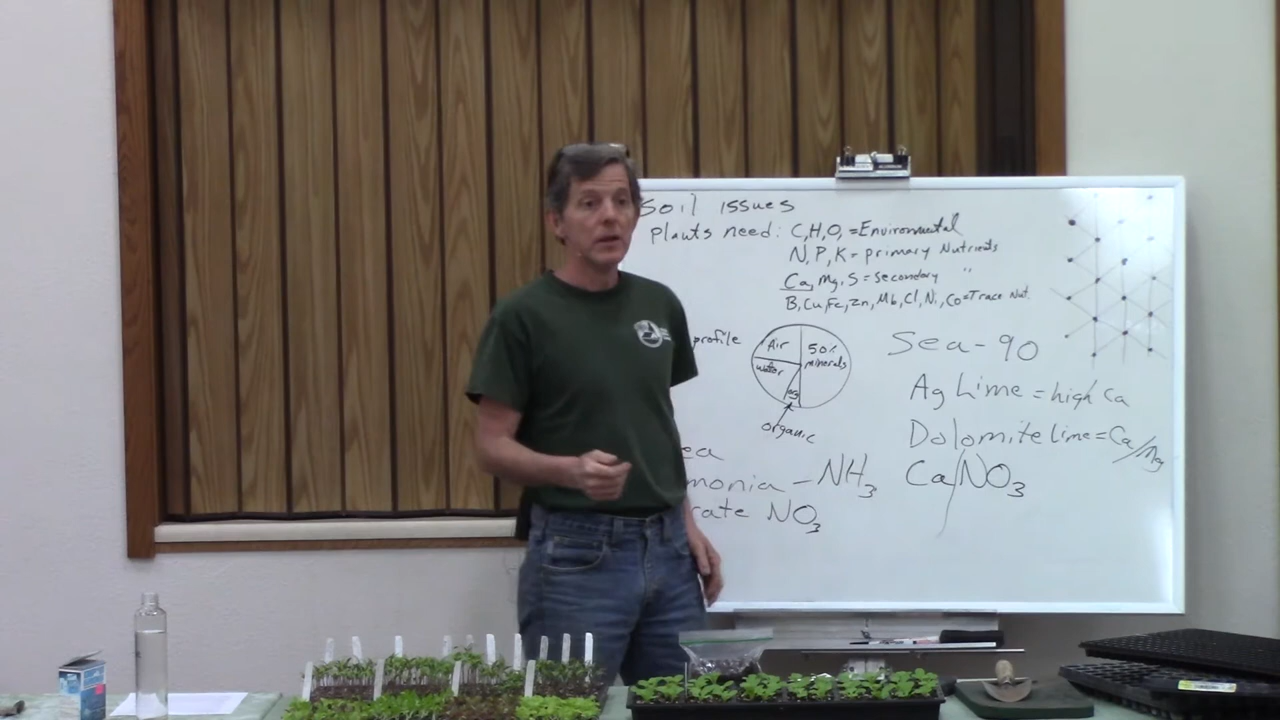 Soil issues
plants need: C,H,O, =Environmental
N, P, K = primary Nutrients
Ca, Mg, S = secondary "
B, Cu, Fe, Zn, Mb, Cl, Ni, Co = Trace Nut.
profile
Air
50%
minerals
water
org
organic
Sea-90
Ag Lime = high Ca
Dolomite Lime = Ca/Mg
ea
monia - NH3
Ca/NO3
rate NO3